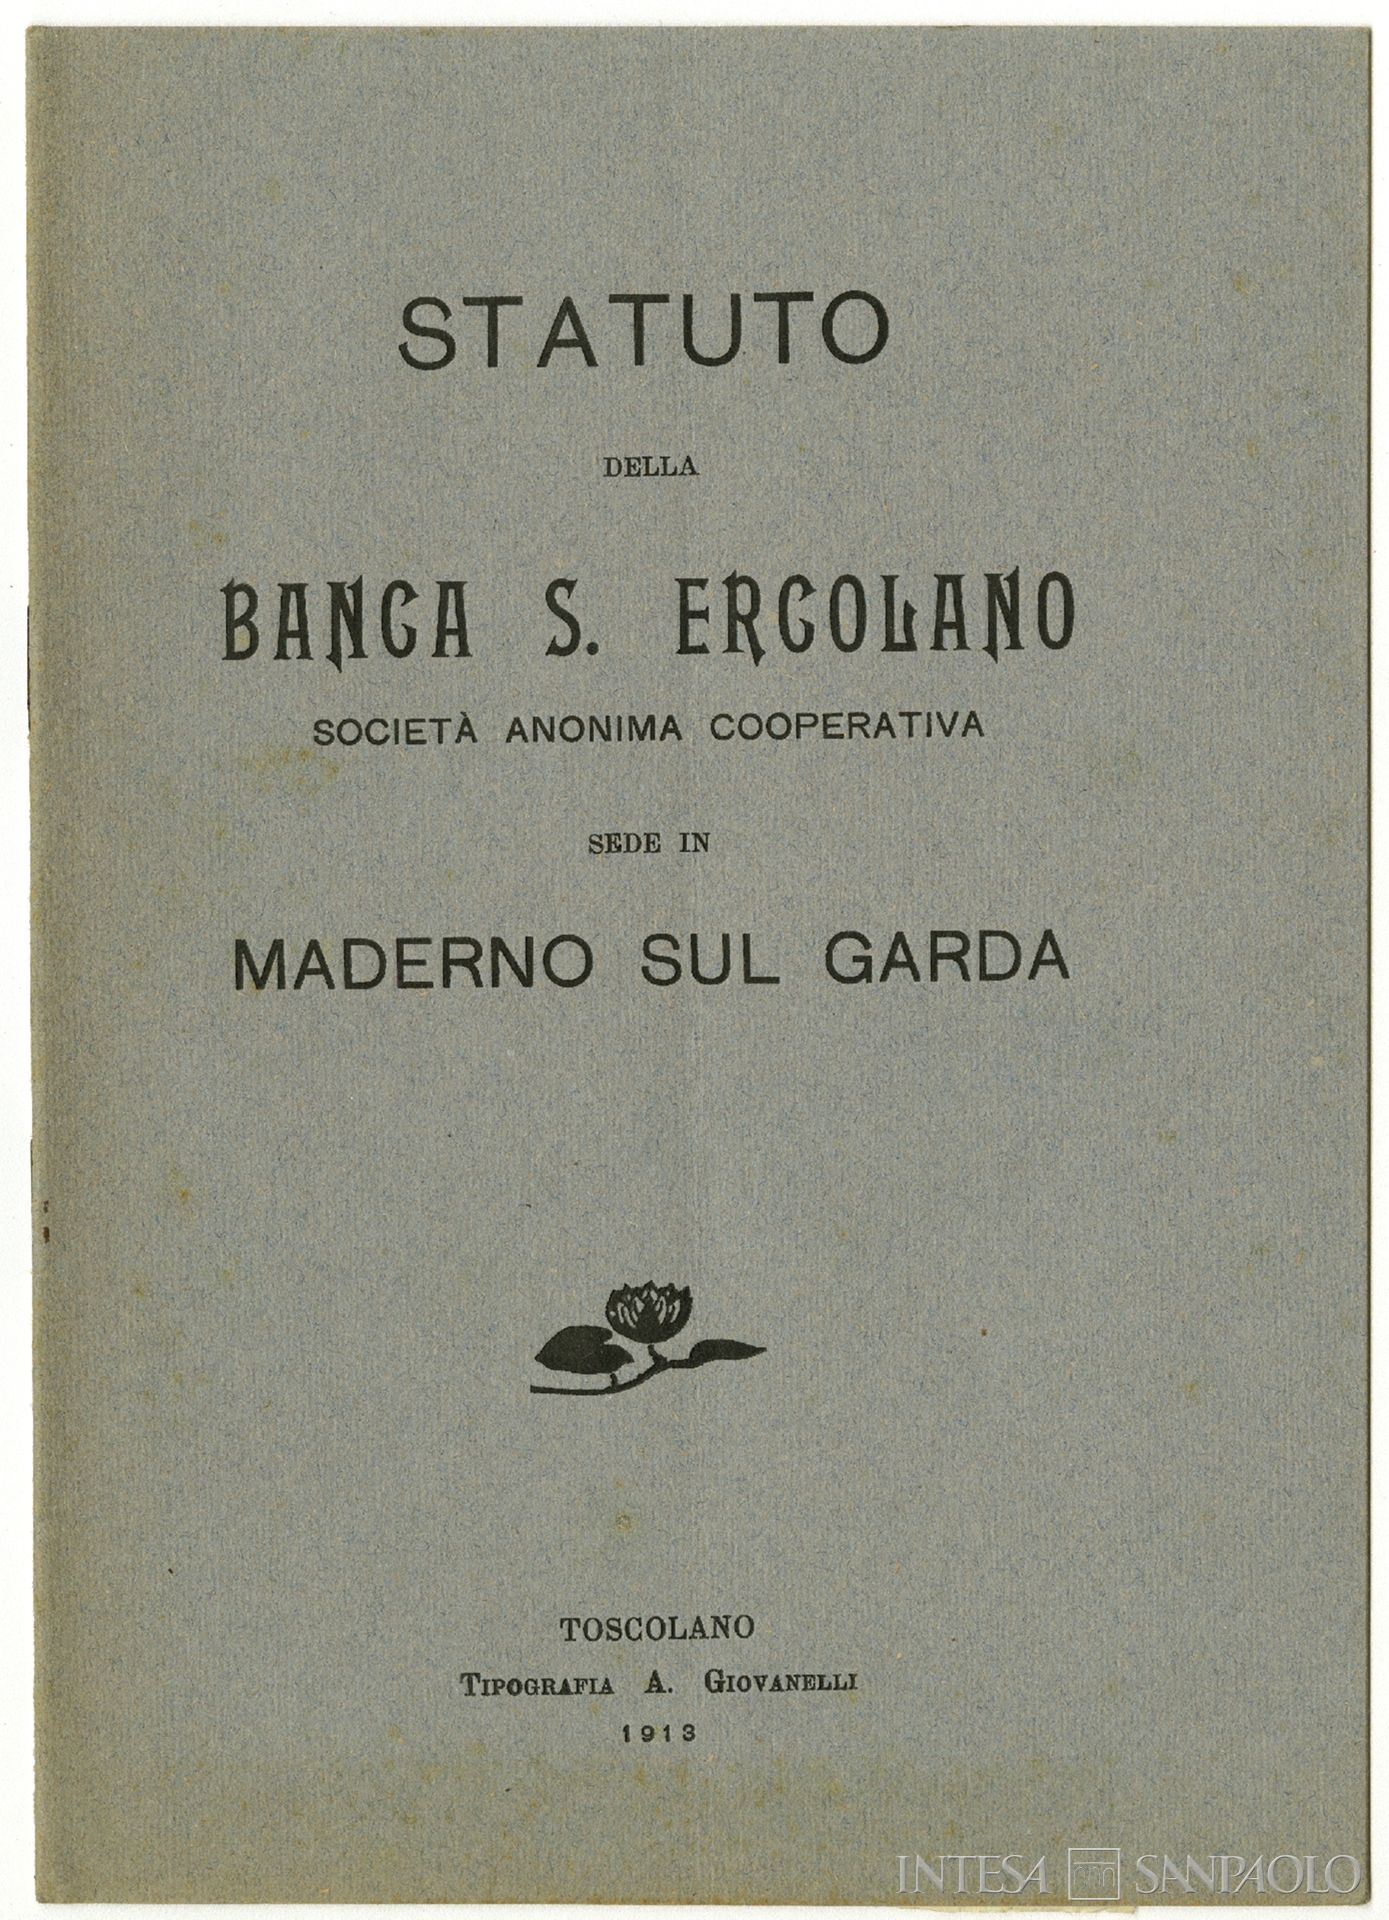 STATUTO
DELLA
BANCA S. ERCOLANO
SOCIETÀ ANONIMA COOPERATIVA
SEDE IN
MADERNO SUL GARDA
TOSCOLANO
TIPOGRAFIA A. GIOVANELLI
1913
INTESA SANPAOLO